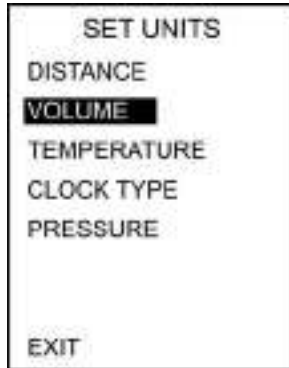 SET UNITS
DISTANCE
VOLUME
TEMPERATURE
CLOCK TYPE
PRESSURE
EXIT